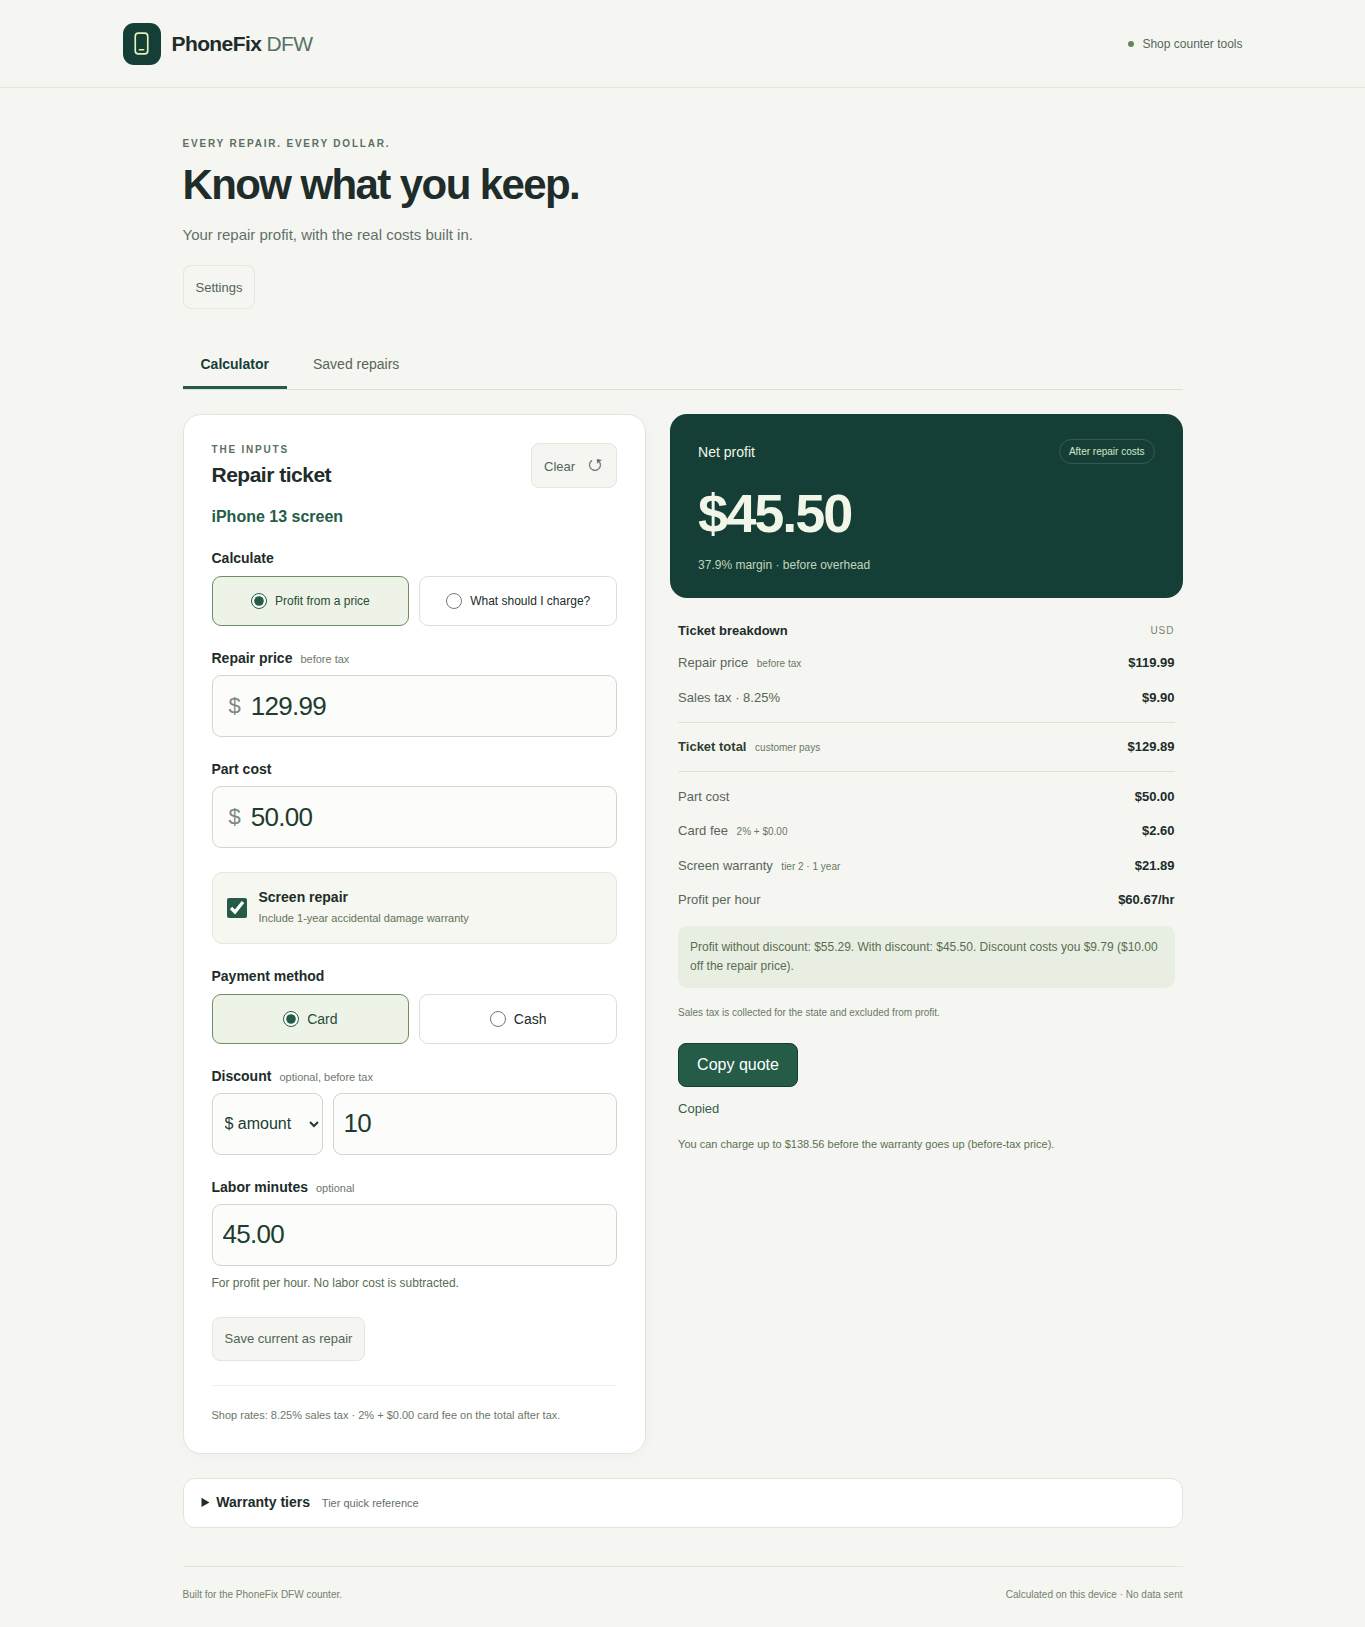 PhoneFix DFW
Shop counter tools
EVERY REPAIR. EVERY DOLLAR.
Know what you keep.
Your repair profit, with the real costs built in.
Settings
Calculator
Saved repairs
THE INPUTS
Repair ticket
Clear
iPhone 13 screen
Calculate
Profit from a price
What should I charge?
Repair price before tax
$ 129.99
Part cost
$ 50.00
Screen repair
Include 1-year accidental damage warranty
Payment method
Card
Cash
Discount optional, before tax
$ amount
10
Labor minutes optional
45.00
For profit per hour. No labor cost is subtracted.
Save current as repair
Shop rates: 8.25% sales tax · 2% + $0.00 card fee on the total after tax.
Net profit
After repair costs
$45.50
37.9% margin · before overhead
Ticket breakdown USD
Repair price before tax $119.99
Sales tax · 8.25% $9.90
Ticket total customer pays $129.89
Part cost $50.00
Card fee 2% + $0.00 $2.60
Screen warranty tier 2 · 1 year $21.89
Profit per hour $60.67/hr
Profit without discount: $55.29. With discount: $45.50. Discount costs you $9.79 ($10.00
off the repair price).
Sales tax is collected for the state and excluded from profit.
Copy quote
Copied
You can charge up to $138.56 before the warranty goes up (before-tax price).
Warranty tiers Tier quick reference
Built for the PhoneFix DFW counter.
Calculated on this device · No data sent